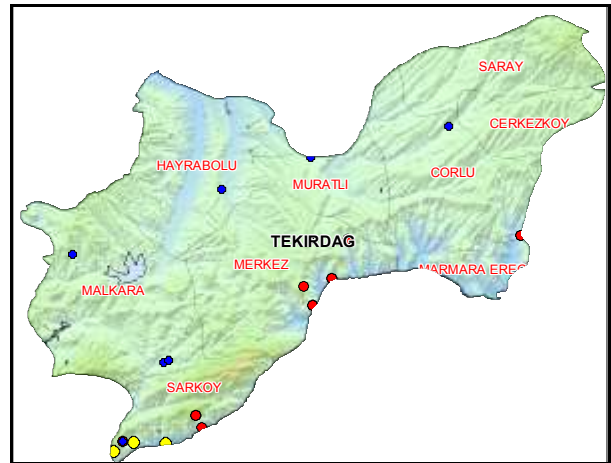 SARAY
CERKEZKOY
HAYRABOLU
CORLU
MURATLI
TEKIRDAG
MERKEZ
MARMARA EREG
MALKARA
SARKOY